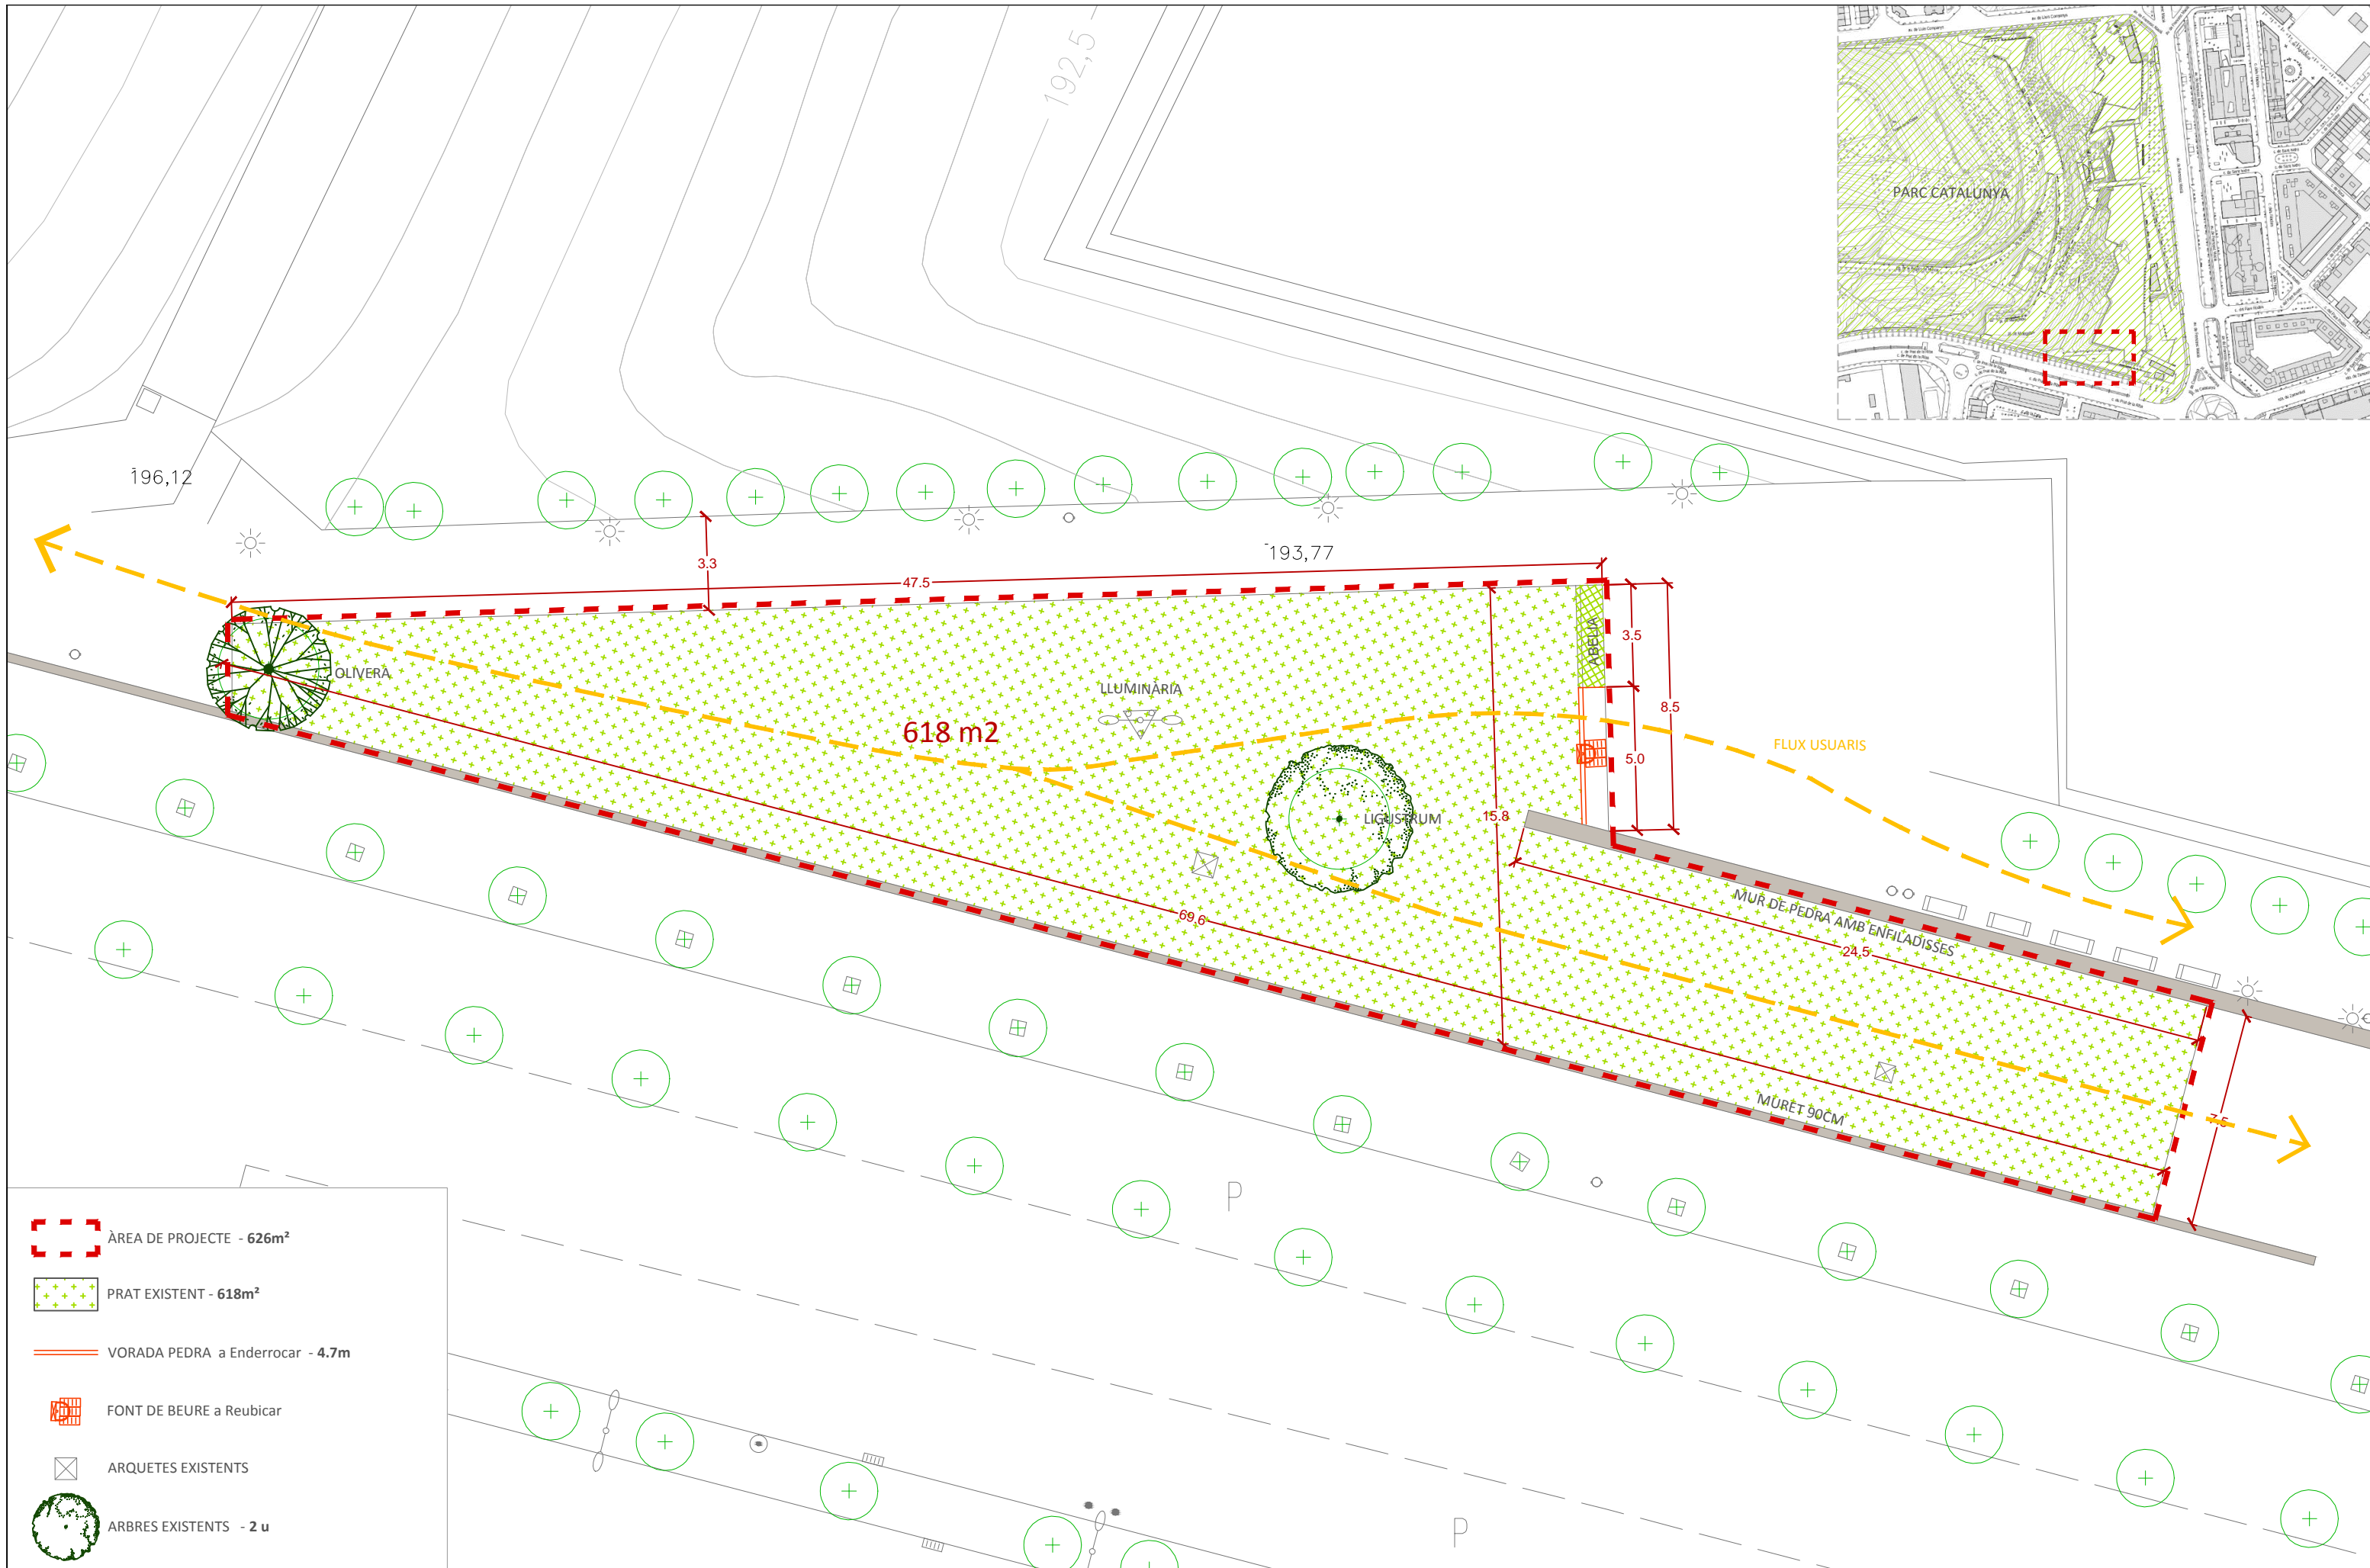 192,5
PARC CATALUNYA
196,12
193,77
3.3
47.5
3.5
ABELIA
8.5
5.0
OLIVERA
LLUMINÀRIA
618 m2
FLUX USUARIS
LIGUSTRUM
15.8
69,6
MUR DE PEDRA AMB ENFILADISSES
24.5
MURET 90CM
7.5
P
P
ÀREA DE PROJECTE - 626m²
PRAT EXISTENT - 618m²
VORADA PEDRA a Enderrocar - 4.7m
FONT DE BEURE a Reubicar
ARQUETES EXISTENTS
ARBRES EXISTENTS - 2 u